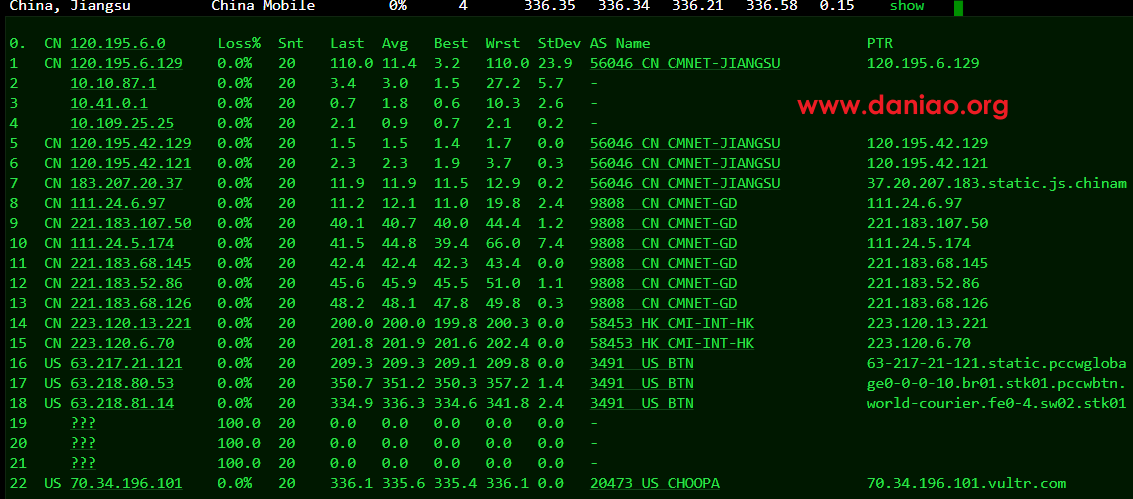 China, Jiangsu China Mobile 0% 4 336.35 336.34 336.21 336.58 0.15 show
0. CN 120.195.6.0 Loss% Snt Last Avg Best Wrst StDev AS Name PTR
1 CN 120.195.6.129 0.0% 20 110.0 11.4 3.2 110.0 23.9 56046 CN CMNET-JIANGSU 120.195.6.129
2 10.10.87.1 0.0% 20 3.4 3.0 1.5 27.2 5.7 -
3 10.41.0.1 0.0% 20 0.7 1.8 0.6 10.3 2.6 -
www.daniao.org
4 10.109.25.25 0.0% 20 2.1 0.9 0.7 2.1 0.2 -
5 CN 120.195.42.129 0.0% 20 1.5 1.5 1.4 1.7 0.0 56046 CN CMNET-JIANGSU 120.195.42.129
6 CN 120.195.42.121 0.0% 20 2.3 2.3 1.9 3.7 0.3 56046 CN CMNET-JIANGSU 120.195.42.121
7 CN 183.207.20.37 0.0% 20 11.9 11.9 11.5 12.9 0.2 56046 CN CMNET-JIANGSU 37.20.207.183.static.js.chinam
8 CN 111.24.6.97 0.0% 20 11.2 12.1 11.0 19.8 2.4 9808 CN CMNET-GD 111.24.6.97
9 CN 221.183.107.50 0.0% 20 40.1 40.7 40.0 44.4 1.2 9808 CN CMNET-GD 221.183.107.50
10 CN 111.24.5.174 0.0% 20 41.5 44.8 39.4 66.0 7.4 9808 CN CMNET-GD 111.24.5.174
11 CN 221.183.68.145 0.0% 20 42.4 42.4 42.3 43.4 0.0 9808 CN CMNET-GD 221.183.68.145
12 CN 221.183.52.86 0.0% 20 45.6 45.9 45.5 51.0 1.1 9808 CN CMNET-GD 221.183.52.86
13 CN 221.183.68.126 0.0% 20 48.2 48.1 47.8 49.8 0.3 9808 CN CMNET-GD 221.183.68.126
14 CN 223.120.13.221 0.0% 20 200.0 200.0 199.8 200.3 0.0 58453 HK CMI-INT-HK 223.120.13.221
15 CN 223.120.6.70 0.0% 20 201.8 201.9 201.6 202.4 0.0 58453 HK CMI-INT-HK 223.120.6.70
16 US 63.217.21.121 0.0% 20 209.3 209.3 209.1 209.8 0.0 3491 US BTN 63-217-21-121.static.pccwgloba
17 US 63.218.80.53 0.0% 20 350.7 351.2 350.3 357.2 1.4 3491 US BTN ge0-0-0-10.br01.stk01.pccwbtn.
18 US 63.218.81.14 0.0% 20 334.9 336.3 334.6 341.8 2.4 3491 US BTN world-courier.fe0-4.sw02.stk01
19 ??? 100.0 20 0.0 0.0 0.0 0.0 0.0 -
20 ??? 100.0 20 0.0 0.0 0.0 0.0 0.0 -
21 ??? 100.0 20 0.0 0.0 0.0 0.0 0.0 -
22 US 70.34.196.101 0.0% 20 336.1 335.6 335.4 336.1 0.0 20473 US CHOOPA 70.34.196.101.vultr.com